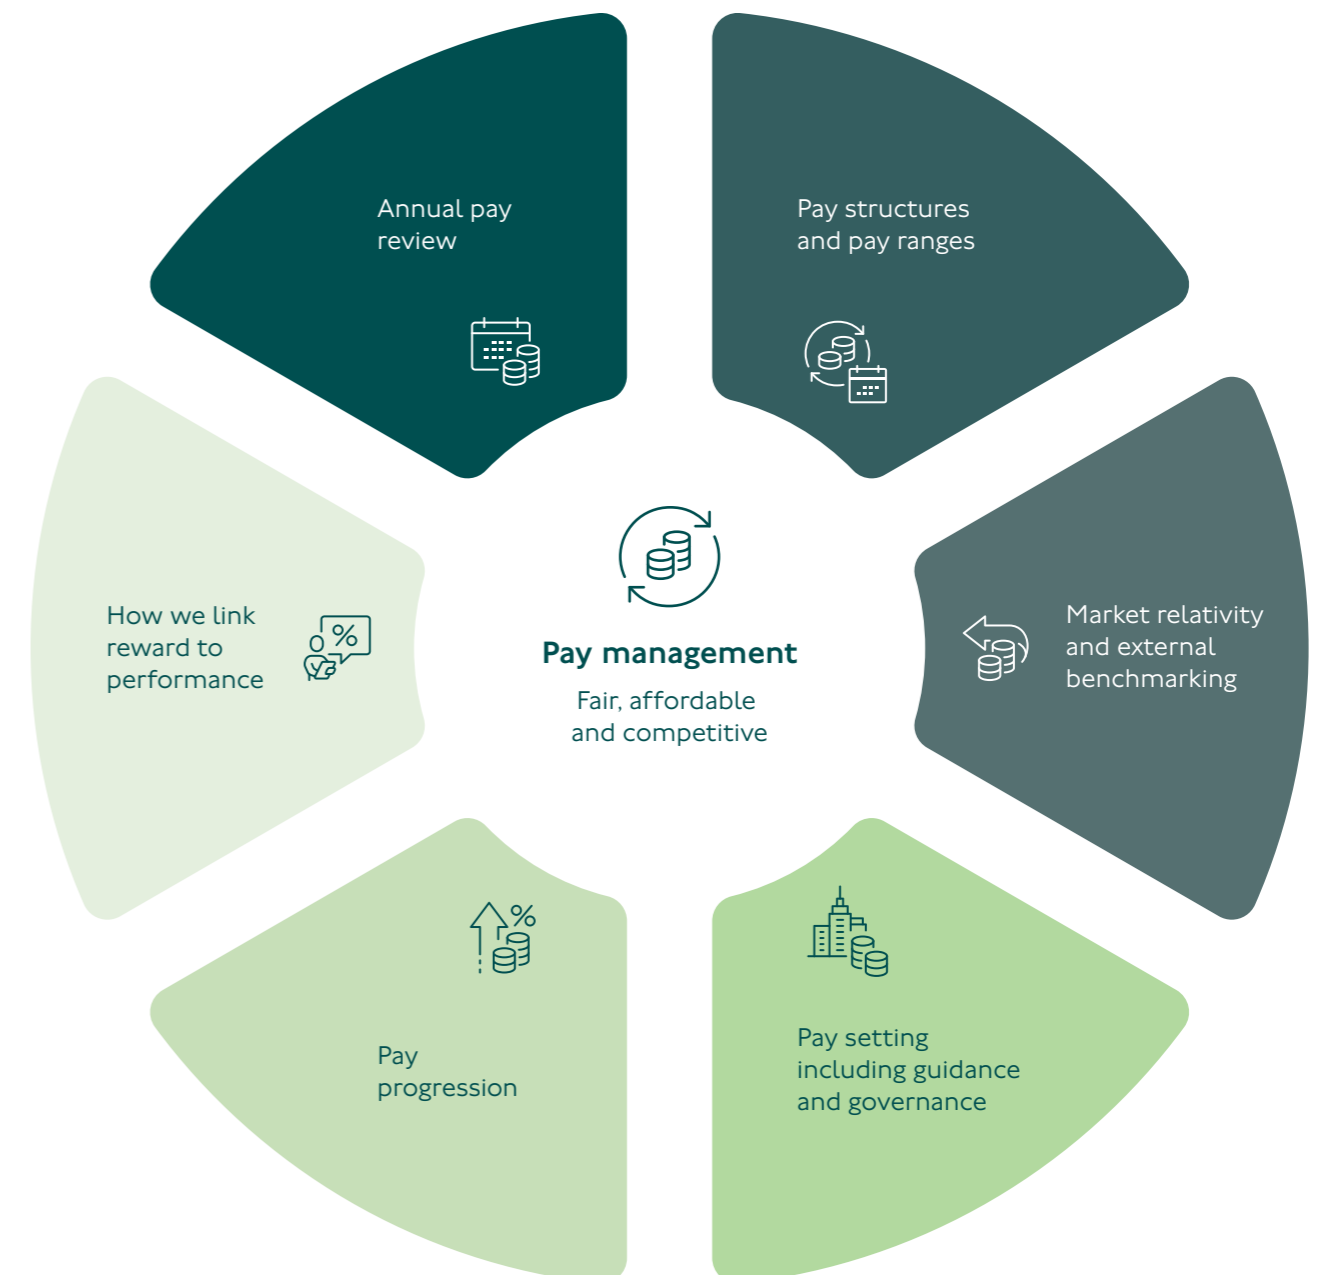 Annual pay
review
Pay structures
and pay ranges
How we link
reward to
performance
%
Pay management
Fair, affordable
and competitive
Market relativity
and external
benchmarking
%
Pay
progression
Pay setting
including guidance
and governance